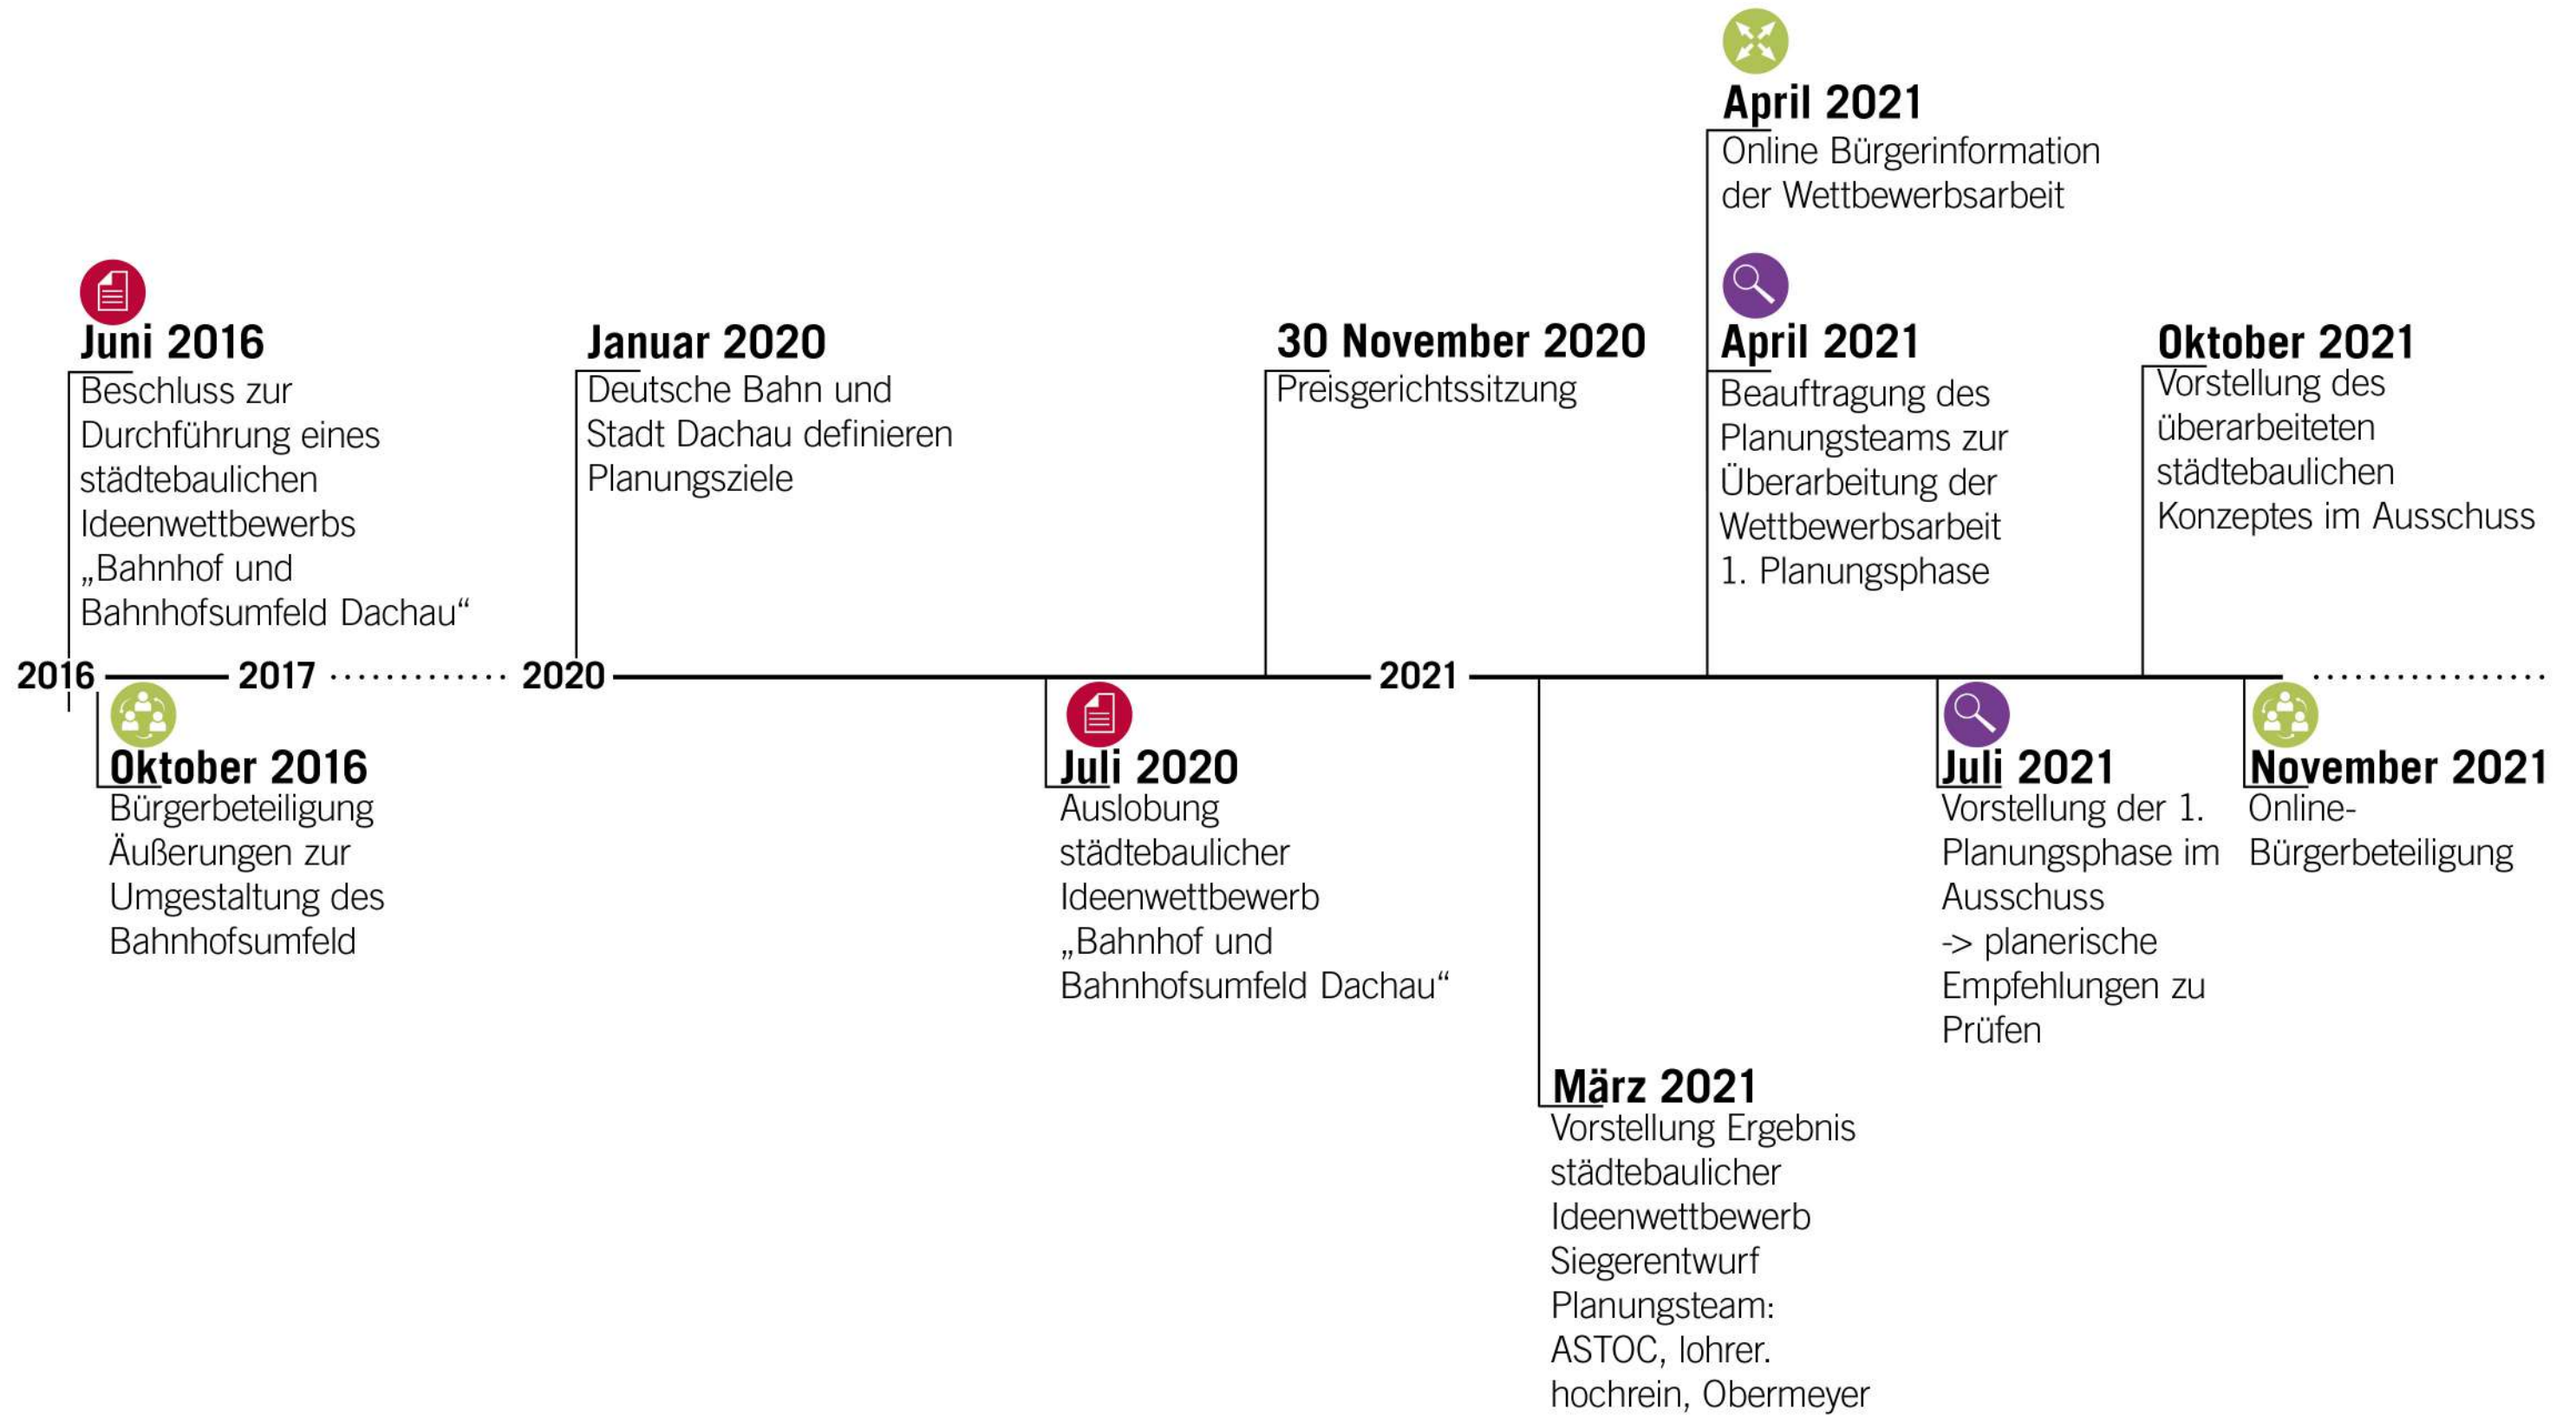 April 2021
Online Bürgerinformation
der Wettbewerbsarbeit
Juni 2016
Beschluss zur
Durchführung eines
städtebaulichen
Ideenwettbewerbs
„Bahnhof und
Bahnhofsumfeld Dachau“
Januar 2020
Deutsche Bahn und
Stadt Dachau definieren
Planungsziele
30 November 2020
Preisgerichtssitzung
April 2021
Beauftragung des
Planungsteams zur
Überarbeitung der
Wettbewerbsarbeit
1. Planungsphase
Oktober 2021
Vorstellung des
überarbeiteten
städtebaulichen
Konzeptes im Ausschuss
2016
2017
2020
2021
Oktober 2016
Bürgerbeteiligung
Äußerungen zur
Umgestaltung des
Bahnhofsumfeld
Juli 2020
Auslobung
städtebaulicher
Ideenwettbewerb
„Bahnhof und
Bahnhofsumfeld Dachau“
März 2021
Vorstellung Ergebnis
städtebaulicher
Ideenwettbewerb
Siegerentwurf
Planungsteam:
ASTOC, lohrer.
hochrein, Obermeyer
Juli 2021
Vorstellung der 1.
Planungsphase im
Ausschuss
-> planerische
Empfehlungen zu
Prüfen
November 2021
Online-
Bürgerbeteiligung